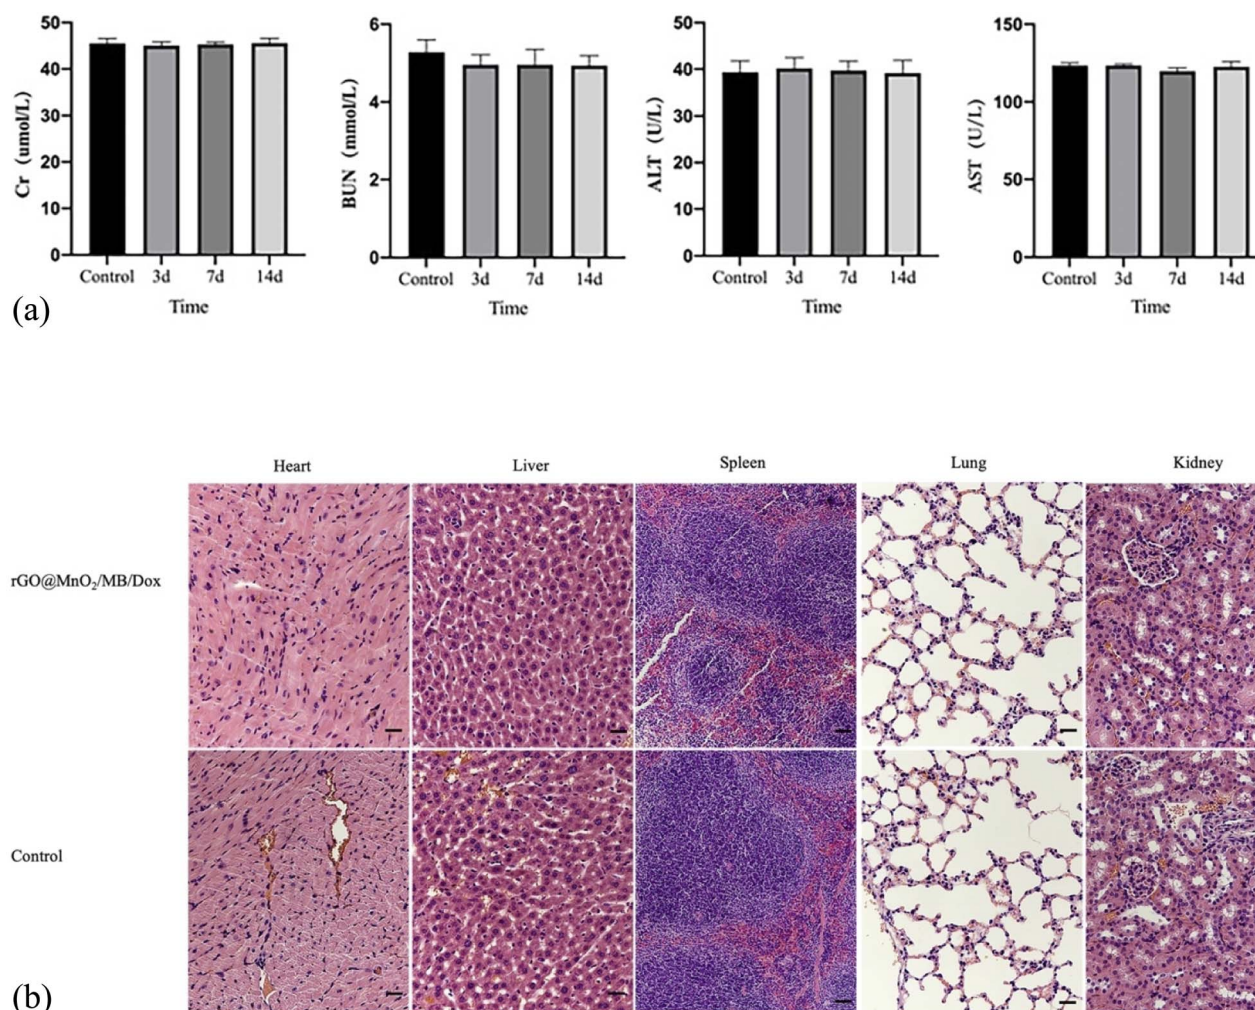 50
40
30
20
10
0
Cr (umol/L)
Control 3d 7d 14d
Time
6
4
2
0
BUN (mmol/L)
Control 3d 7d 14d
Time
50
40
30
20
10
0
ALT (U/L)
Control 3d 7d 14d
Time
150
100
50
0
AST (U/L)
Control 3d 7d 14d
Time
(a)
Heart Liver Spleen Lung Kidney
rGO@MnO₂/MB/Dox
Control
(b)